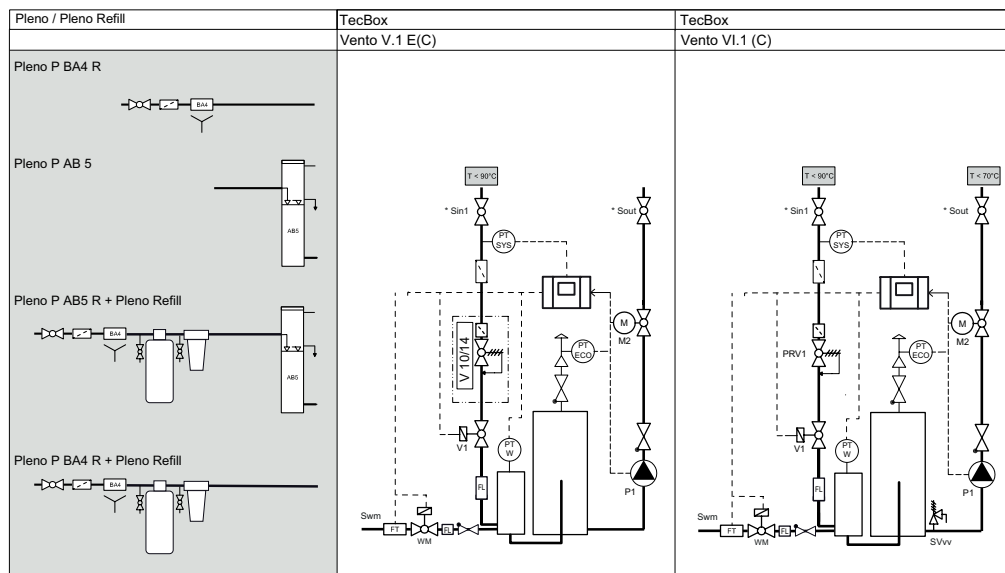 Pleno / Pleno Refill
TecBox
TecBox
Vento V.1 E(C)
Vento VI.1 (C)
Pleno P BA4 R
BA4
Pleno P AB 5
AB5
Pleno P AB5 R + Pleno Refill
BA4
AB5
Pleno P BA4 R + Pleno Refill
BA4
T < 90°C
* Sin1
* Sout
PT
SYS
M
M2
V 10/14
PT
ECO
V1
PT
W
P1
FL
Swm
FT
WM
FL
T < 90°C
T < 70°C
* Sin1
* Sout
PT
SYS
M
M2
PRV1
PT
ECO
V1
PT
W
P1
FL
Swm
FT
WM
FL
SVvv